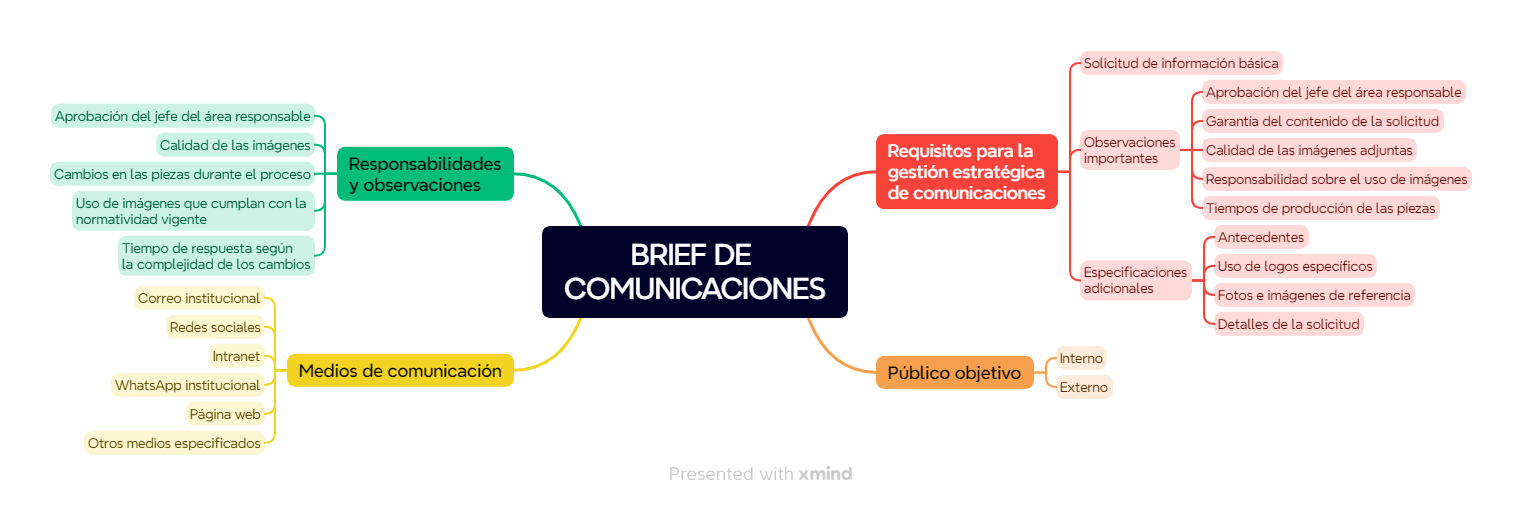 BRIEF DE
COMUNICACIONES
Requisitos para la
gestión estratégica
de comunicaciones
Solicitud de información básica
Observaciones
importantes
Aprobación del jefe del área responsable
Garantía del contenido de la solicitud
Calidad de las imágenes adjuntas
Responsabilidad sobre el uso de imágenes
Tiempos de producción de las piezas
Especificaciones
adicionales
Antecedentes
Uso de logos específicos
Fotos e imágenes de referencia
Detalles de la solicitud
Público objetivo
Interno
Externo
Responsabilidades
y observaciones
Aprobación del jefe del área responsable
Calidad de las imágenes
Cambios en las piezas durante el proceso
Uso de imágenes que cumplan con la
normatividad vigente
Tiempo de respuesta según
la complejidad de los cambios
Medios de comunicación
Correo institucional
Redes sociales
Intranet
WhatsApp institucional
Página web
Otros medios especificados
Presented with xmind